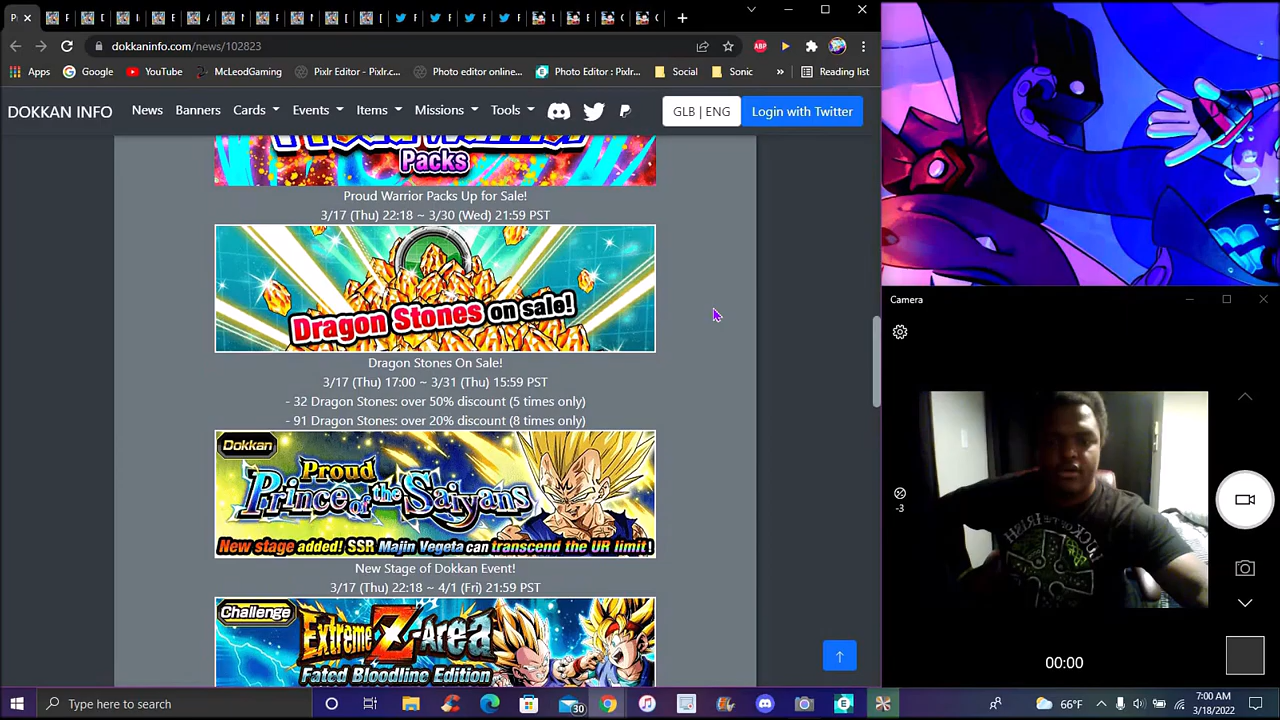 dokkaninfo.com/news/102823
ABP
Apps
Google
YouTube
McLeodGaming
Pixlr Editor - Pixlr.c...
Photo editor online...
Photo Editor : Pixlr...
Social
Sonic
»
Reading list
DOKKAN INFO
News
Banners
Cards
Events
Items
Missions
Tools
GLB | ENG
Login with Twitter
Proud Warrior
Packs
Proud Warrior Packs Up for Sale!
3/17 (Thu) 22:18 ~ 3/30 (Wed) 21:59 PST
Dragon Stones on sale!
Dragon Stones On Sale!
3/17 (Thu) 17:00 ~ 3/31 (Thu) 15:59 PST
- 32 Dragon Stones: over 50% discount (5 times only)
- 91 Dragon Stones: over 20% discount (8 times only)
Dokkan
Proud
Prince of the Saiyans
New stage added! SSR Majin Vegeta can transcend the UR limit!
New Stage of Dokkan Event!
3/17 (Thu) 22:18 ~ 4/1 (Fri) 21:59 PST
Challenge
Extreme Z-Area
Fated Bloodline Edition
Camera
-3
00:00
Type here to search
30
66°F
7:00 AM
3/18/2022